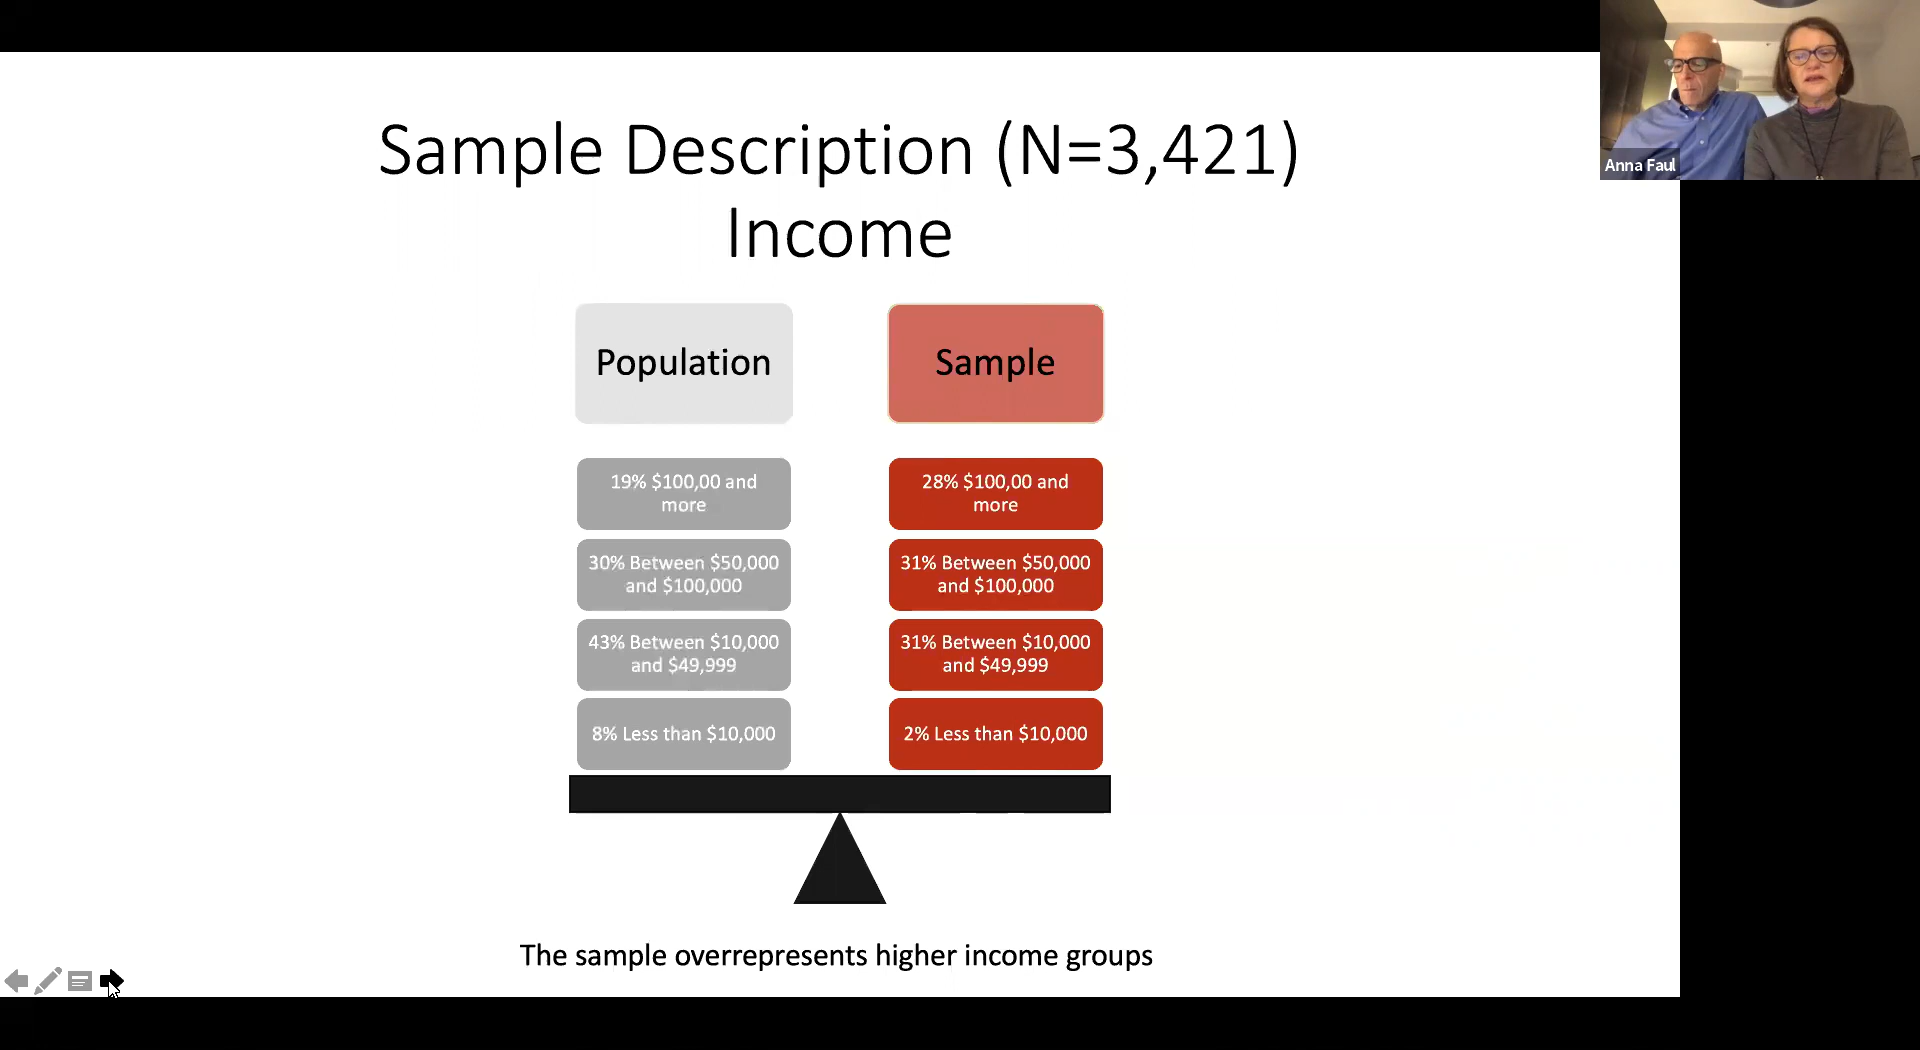 Sample Description (N=3,421)
Income
Population
Sample
19% $100,00 and
more
30% Between $50,000
and $100,000
43% Between $10,000
and $49,999
8% Less than $10,000
28% $100,00 and
more
31% Between $50,000
and $100,000
31% Between $10,000
and $49,999
2% Less than $10,000
The sample overrepresents higher income groups
Anna Faul